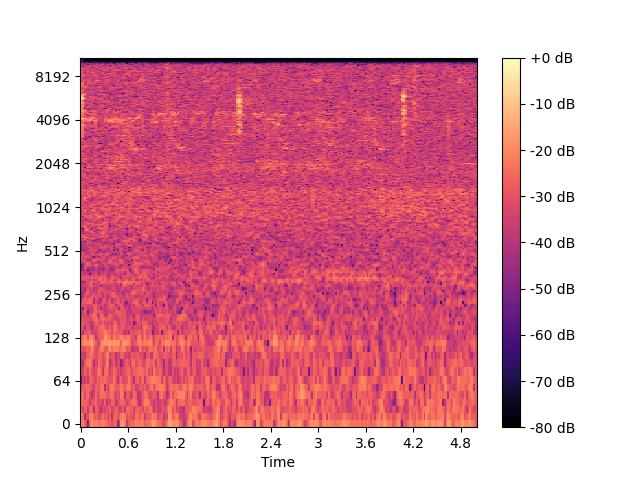 8192
4096
2048
1024
512
256
128
64
0
Hz
0 0.6 1.2 1.8 2.4 3 3.6 4.2 4.8
Time
+0 dB
-10 dB
-20 dB
-30 dB
-40 dB
-50 dB
-60 dB
-70 dB
-80 dB